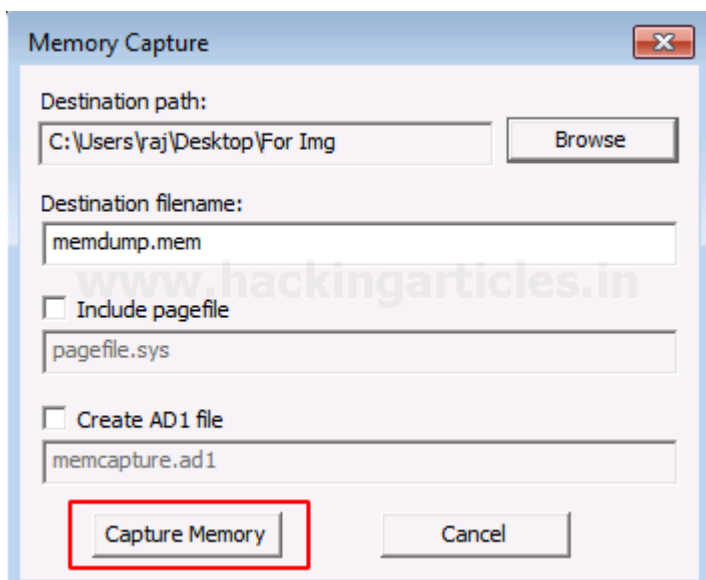 Memory Capture
Destination path:
C:\Users\raj\Desktop\For Img
Browse
Destination filename:
memdump.mem
www.hackingarticles.in
Include pagefile
pagefile.sys
Create AD1 file
memcapture.ad1
Capture Memory
Cancel